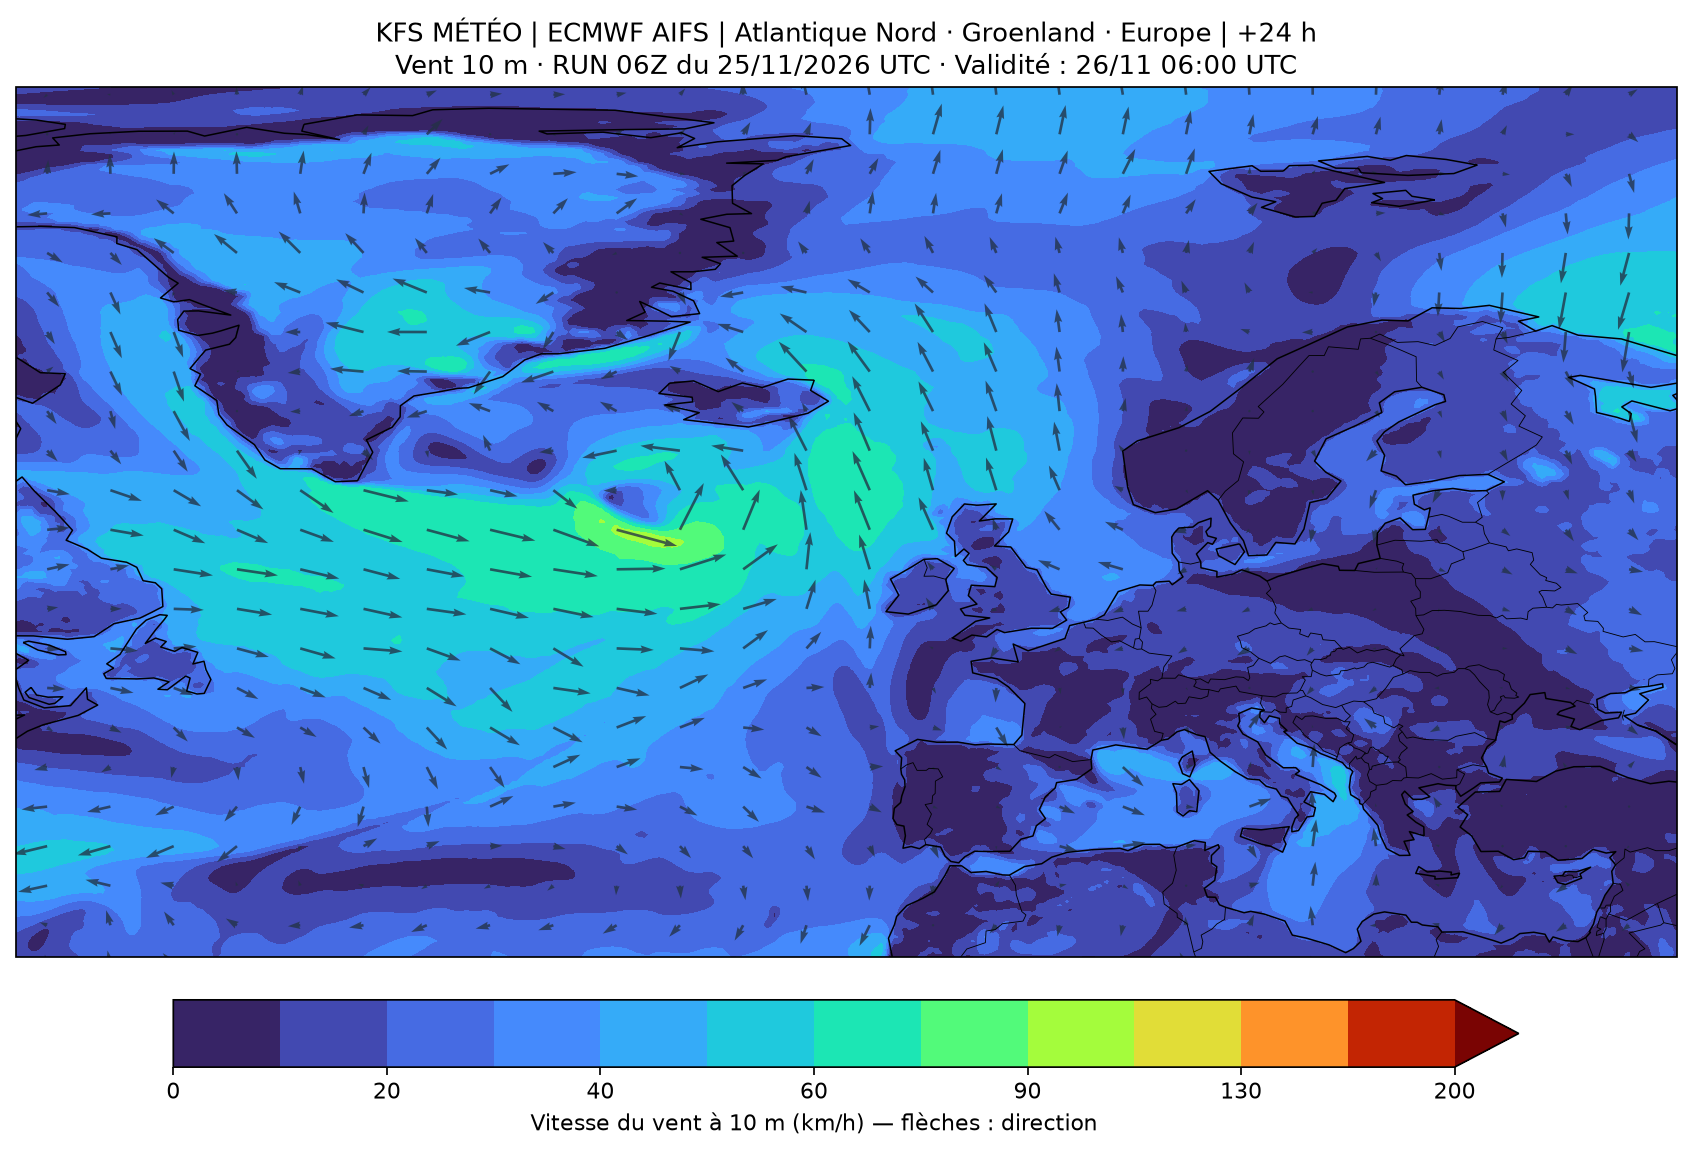 KFS MÉTÉO | ECMWF AIFS | Atlantique Nord · Groenland · Europe | +24 h
Vent 10 m · RUN 06Z du 25/11/2026 UTC · Validité : 26/11 06:00 UTC
0 20 40 60 90 130 200
Vitesse du vent à 10 m (km/h) — flèches : direction